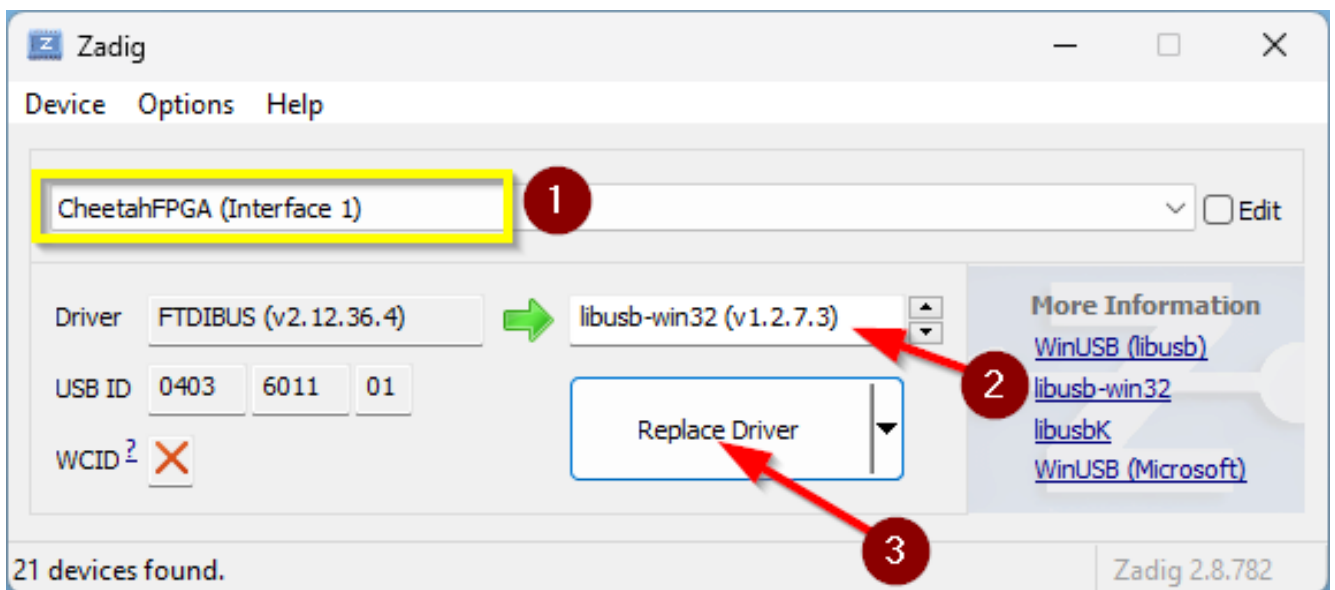 Zadig
Device Options Help
CheetahFPGA (Interface 1)
1
Edit
Driver FTDIBUS (v2.12.36.4) libusb-win32 (v1.2.7.3)
More Information
WinUSB (libusb)
2
USB ID 0403 6011 01
libusb-win32
Replace Driver
libusbK
WCID ?
WinUSB (Microsoft)
3
21 devices found.
Zadig 2.8.782